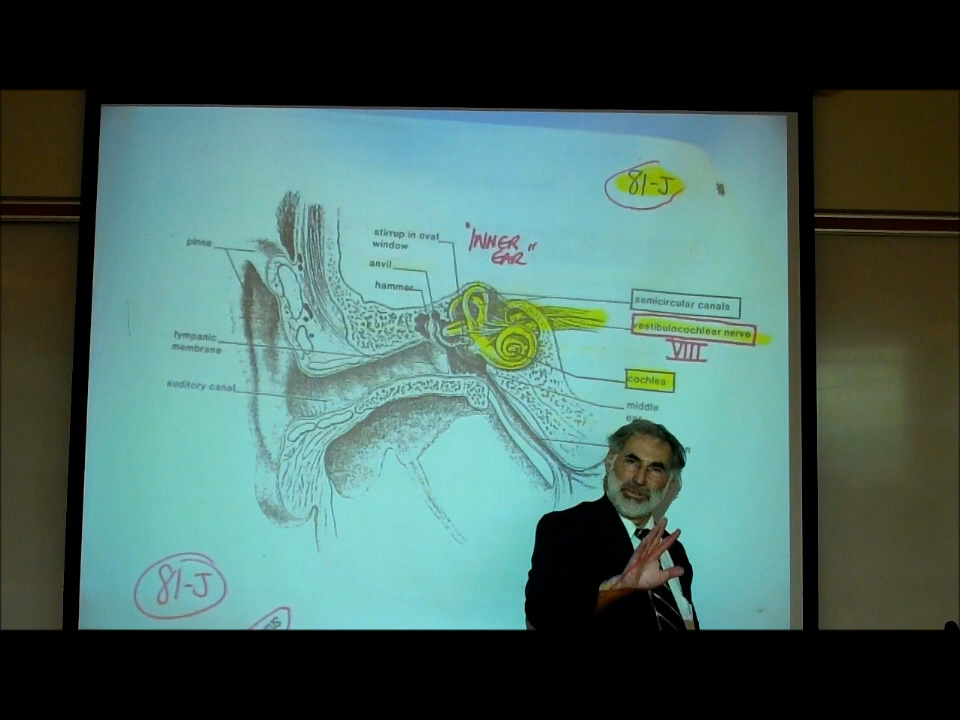 81-J
stirrup in oval
window
"INNER"
EAR
pinna
anvil
hammer
semicircular canals
vestibulocochlear nerve
VIII
tympanic
membrane
auditory canal
cochlea
middle
81-J